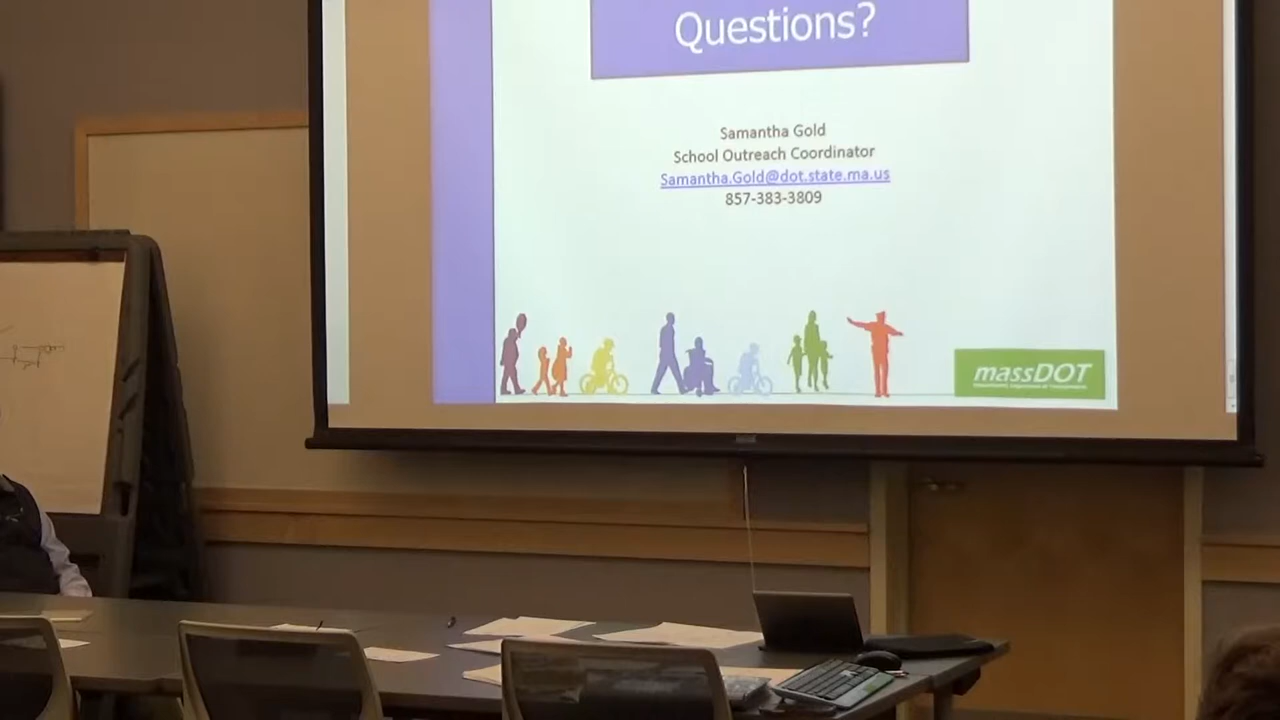 Questions?
Samantha Gold
School Outreach Coordinator
Samantha.Gold@dot.state.ma.us
857-383-3809
massDOT